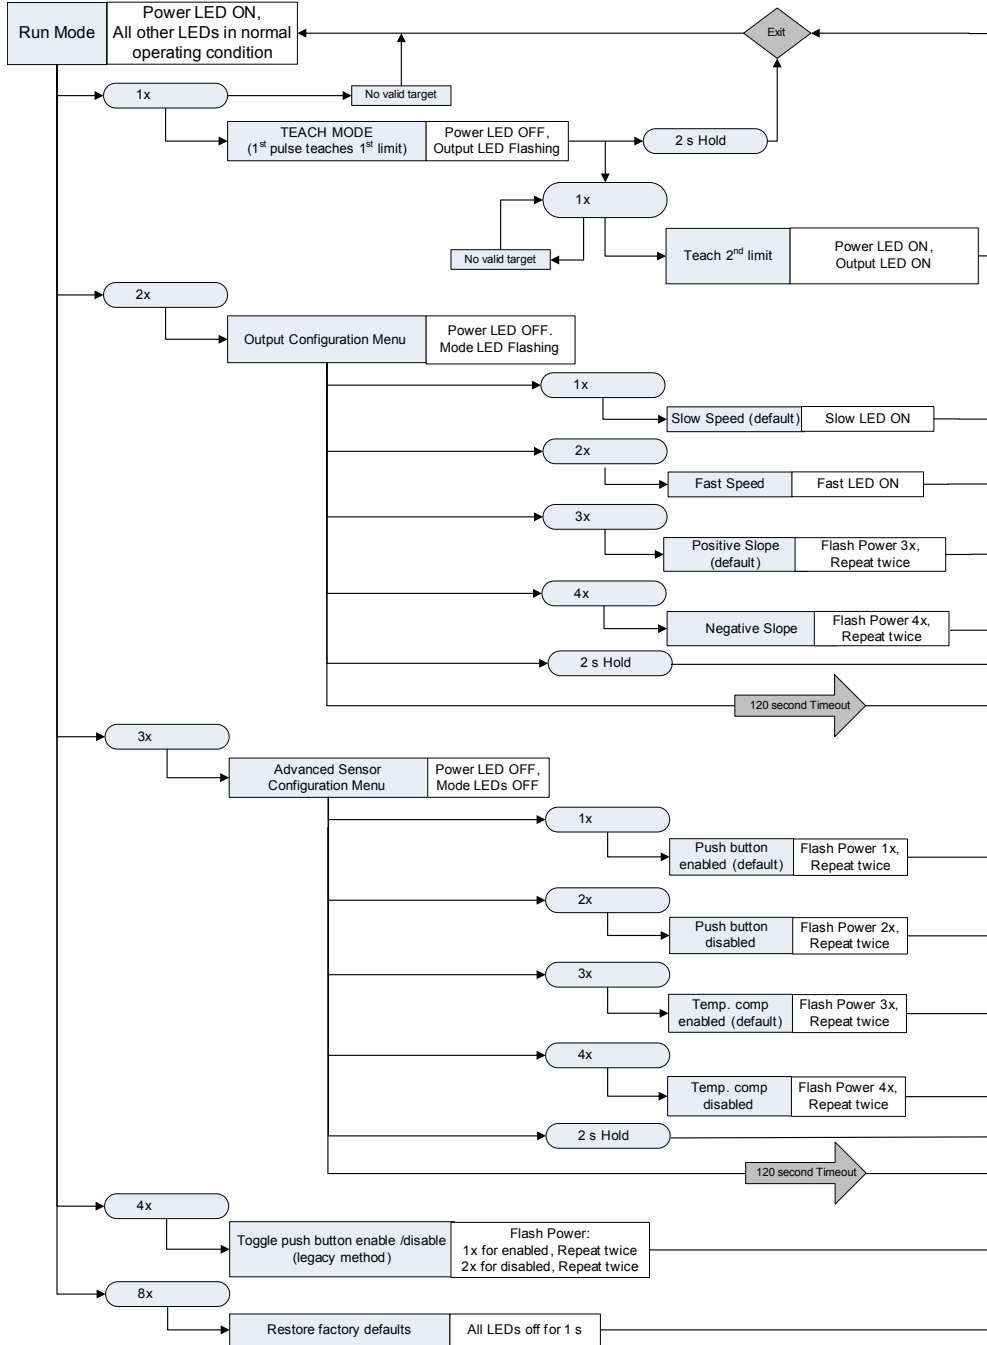 Run Mode
Power LED ON,
All other LEDs in normal
operating condition
Exit
1x
No valid target
TEACH MODE
(1st pulse teaches 1st limit)
Power LED OFF,
Output LED Flashing
2 s Hold
1x
No valid target
Teach 2nd limit
Power LED ON,
Output LED ON
2x
Output Configuration Menu
Power LED OFF.
Mode LED Flashing
1x
Slow Speed (default)
Slow LED ON
2x
Fast Speed
Fast LED ON
3x
Positive Slope
(default)
Flash Power 3x,
Repeat twice
4x
Negative Slope
Flash Power 4x,
Repeat twice
2 s Hold
120 second Timeout
3x
Advanced Sensor
Configuration Menu
Power LED OFF,
Mode LEDs OFF
1x
Push button
enabled (default)
Flash Power 1x,
Repeat twice
2x
Push button
disabled
Flash Power 2x,
Repeat twice
3x
Temp. comp
enabled (default)
Flash Power 3x,
Repeat twice
4x
Temp. comp
disabled
Flash Power 4x,
Repeat twice
2 s Hold
120 second Timeout
4x
Toggle push button enable /disable
(legacy method)
Flash Power:
1x for enabled, Repeat twice
2x for disabled, Repeat twice
8x
Restore factory defaults
All LEDs off for 1 s